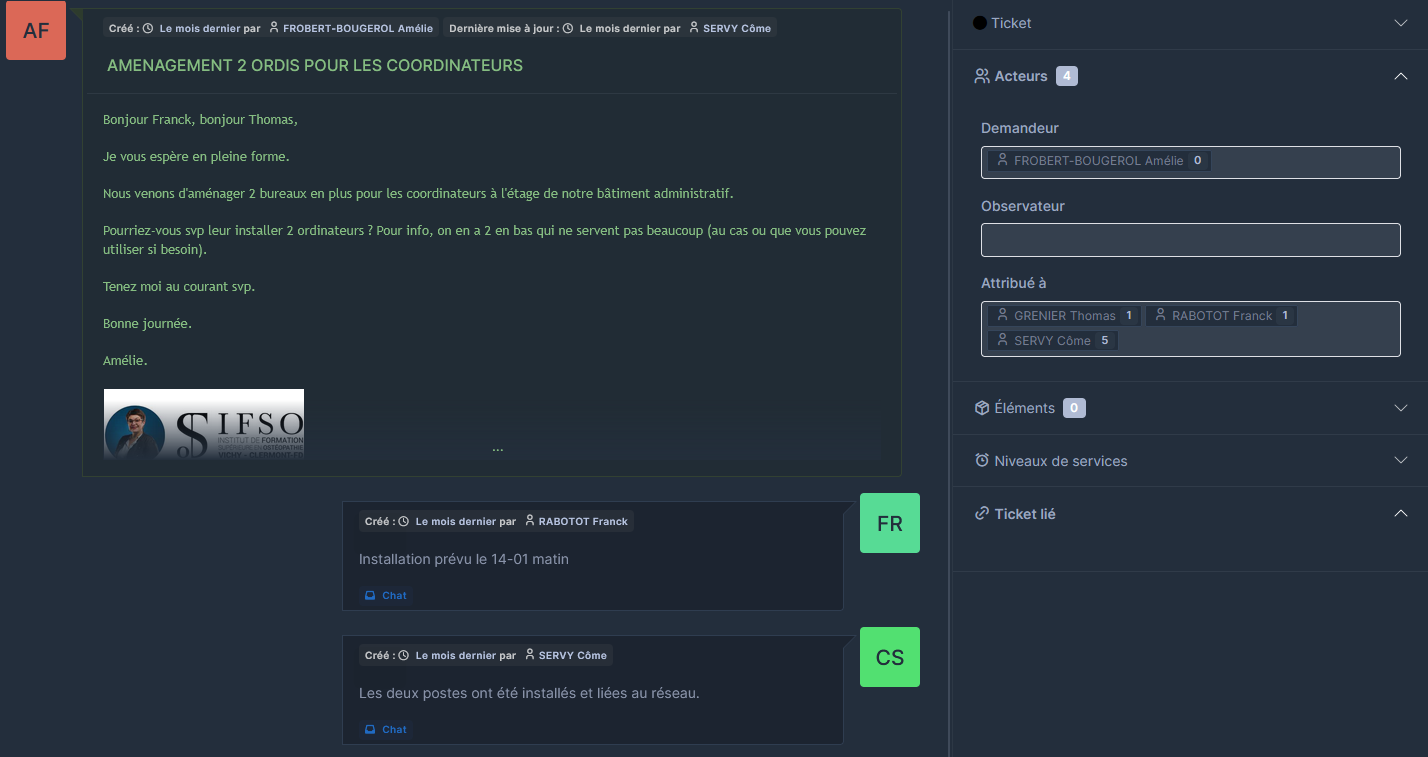 AF
Créé : Le mois dernier par FROBERT-BOUGEROL Amélie Dernière mise à jour : Le mois dernier par SERVY Côme
AMENAGEMENT 2 ORDIS POUR LES COORDINATEURS
Bonjour Franck, bonjour Thomas,
Je vous espère en pleine forme.
Nous venons d'aménager 2 bureaux en plus pour les coordinateurs à l'étage de notre bâtiment administratif.
Pourriez-vous svp leur installer 2 ordinateurs ? Pour info, on en a 2 en bas qui ne servent pas beaucoup (au cas ou que vous pouvez
utiliser si besoin).
Tenez moi au courant svp.
Bonne journée.
Amélie.
IFSO
INSTITUT DE FORMATION
SUPÉRIEURE EN OSTÉOPATHIE
VICHY - CLERMONT-FD
...
Créé : Le mois dernier par RABOTOT Franck
FR
Installation prévu le 14-01 matin
Chat
Créé : Le mois dernier par SERVY Côme
CS
Les deux postes ont été installés et liées au réseau.
Chat
Ticket
Acteurs 4
Demandeur
FROBERT-BOUGEROL Amélie 0
Observateur
Attribué à
GRENIER Thomas 1 RABOTOT Franck 1
SERVY Côme 5
Éléments 0
Niveaux de services
Ticket lié